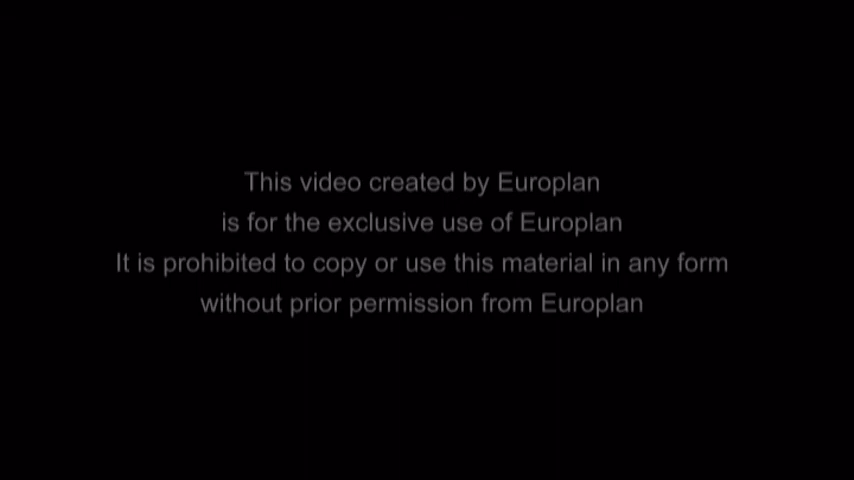 This video created by Europlan
is for the exclusive use of Europlan
It is prohibited to copy or use this material in any form
without prior permission from Europlan